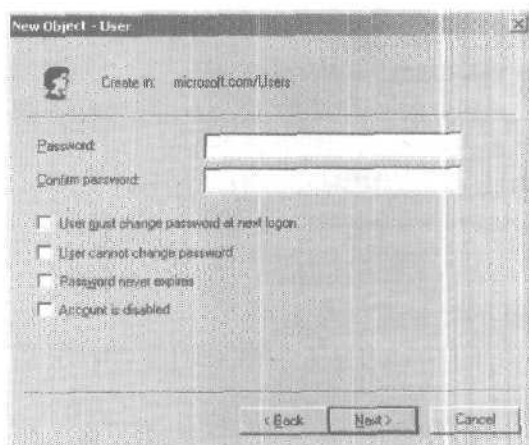 New Object - User
Create in: microsoft.com/Users
Password:
Confirm password:
User must change password at next logon
User cannot change password
Password never expires
Account is disabled
< Back
Next >
Cancel